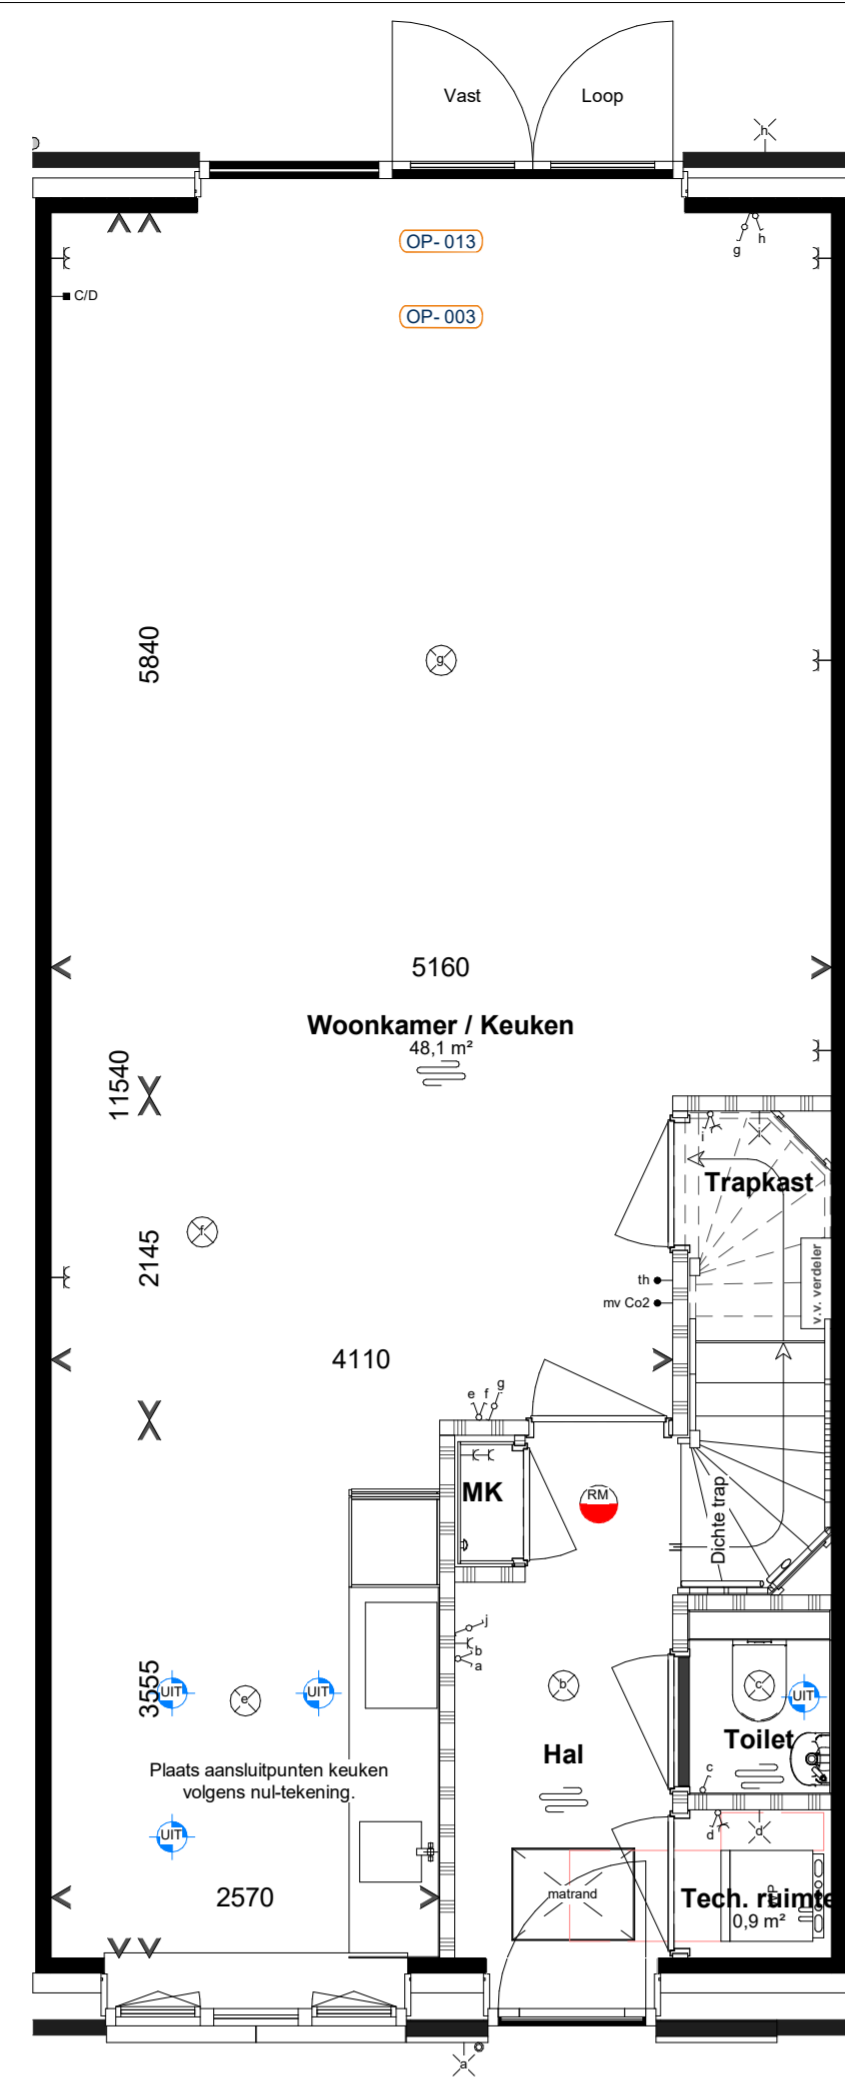 Vast
Loop
h
OP- 013
g
h
C/D
OP- 003
5840
g
5160
Woonkamer / Keuken
48,1 m²
11540
i
Trapkast
f
2145
th
mv Co2
v.v. verdeler
4110
e
f
g
MK
RM
Dichte trap
j
b
a
3555
UIT
e
UIT
b
c
UIT
Toilet
Hal
Plaats aansluitpunten keuken
volgens nul-tekening.
c
UIT
d
d
matrand
2570
Tech. ruimte
0,9 m²
a